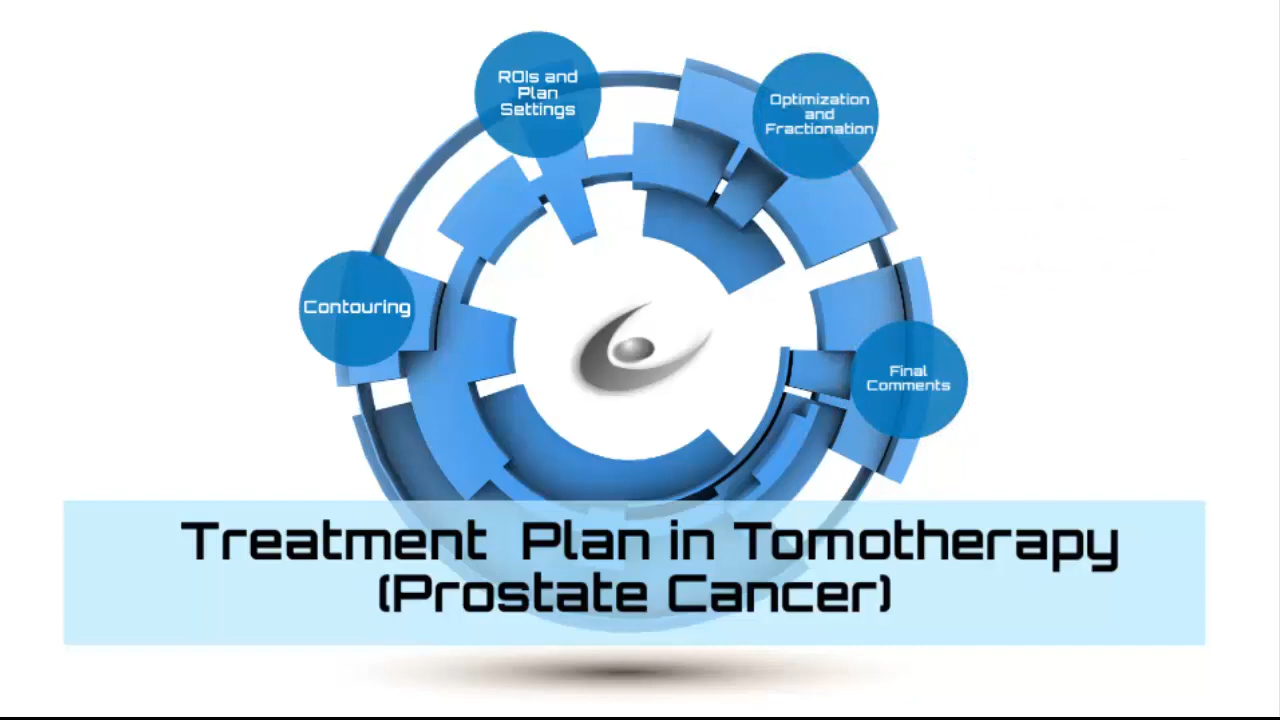 ROIs and
Plan
Settings
Optimization
and
Fractionation
Contouring
Final
Comments
Treatment Plan in Tomotherapy
(Prostate Cancer)